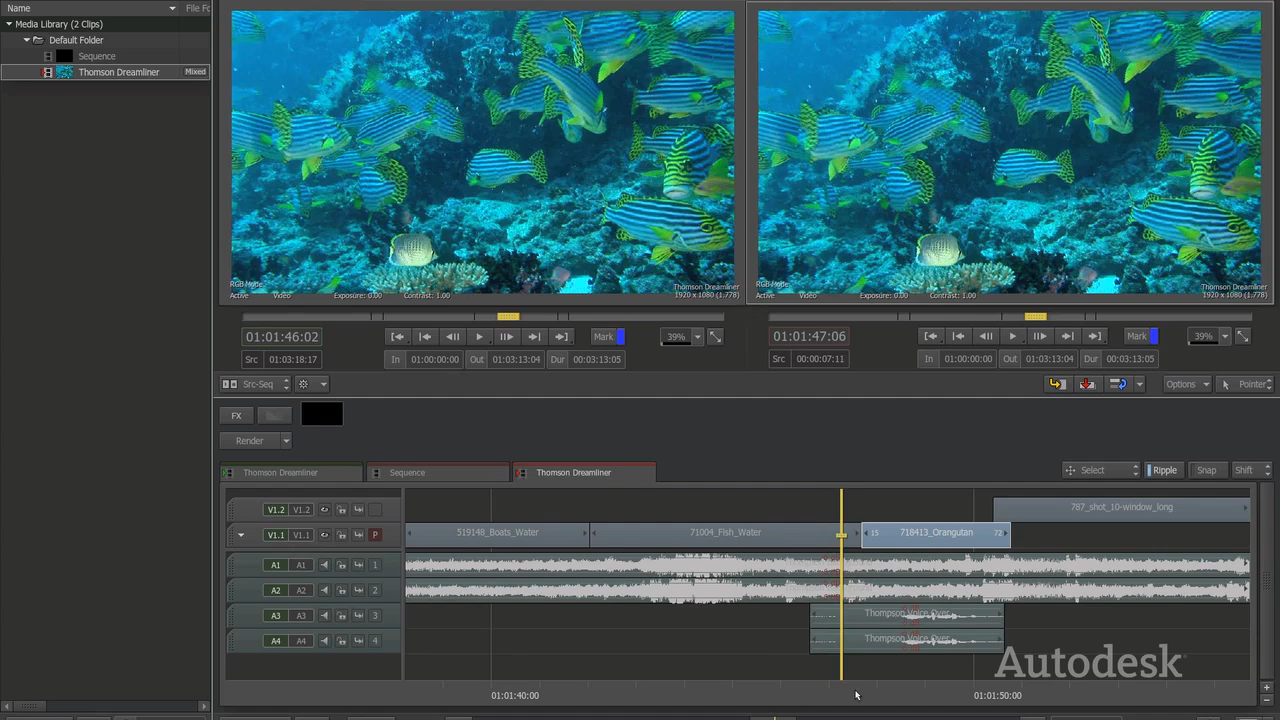 Name File Fo
Media Library (2 Clips)
Default Folder
Sequence
Thomson Dreamliner Mixed
RGB Mode
Active Video Exposure: 0.00 Contrast: 1.00
Thomson Dreamliner
1920 x 1080 (1.778)
RGB Mode
Active Video Exposure: 0.00 Contrast: 1.00
Thomson Dreamliner
1920 x 1080 (1.778)
01:01:46:02 Mark 39%
Src 01:03:18:17 In 01:00:00:00 Out 01:03:13:04 Dur 00:03:13:05
01:01:47:06 Mark 39%
Src 00:00:07:11 In 01:00:00:00 Out 01:03:13:04 Dur 00:03:13:05
Src-Seq Options Pointer
FX
Render
Thomson Dreamliner Sequence Thomson Dreamliner Select Ripple Snap Shift
V1.2 V1.2 787_shot_10-window_long
V1.1 V1.1 P 519148_Boats_Water 71004_Fish_Water 15 718413_Orangutan 72
A1 A1 1
A2 A2 2
A3 A3 3 Thompson Voice Over
A4 A4 4 Thompson Voice Over
Autodesk
01:01:40:00 01:01:50:00